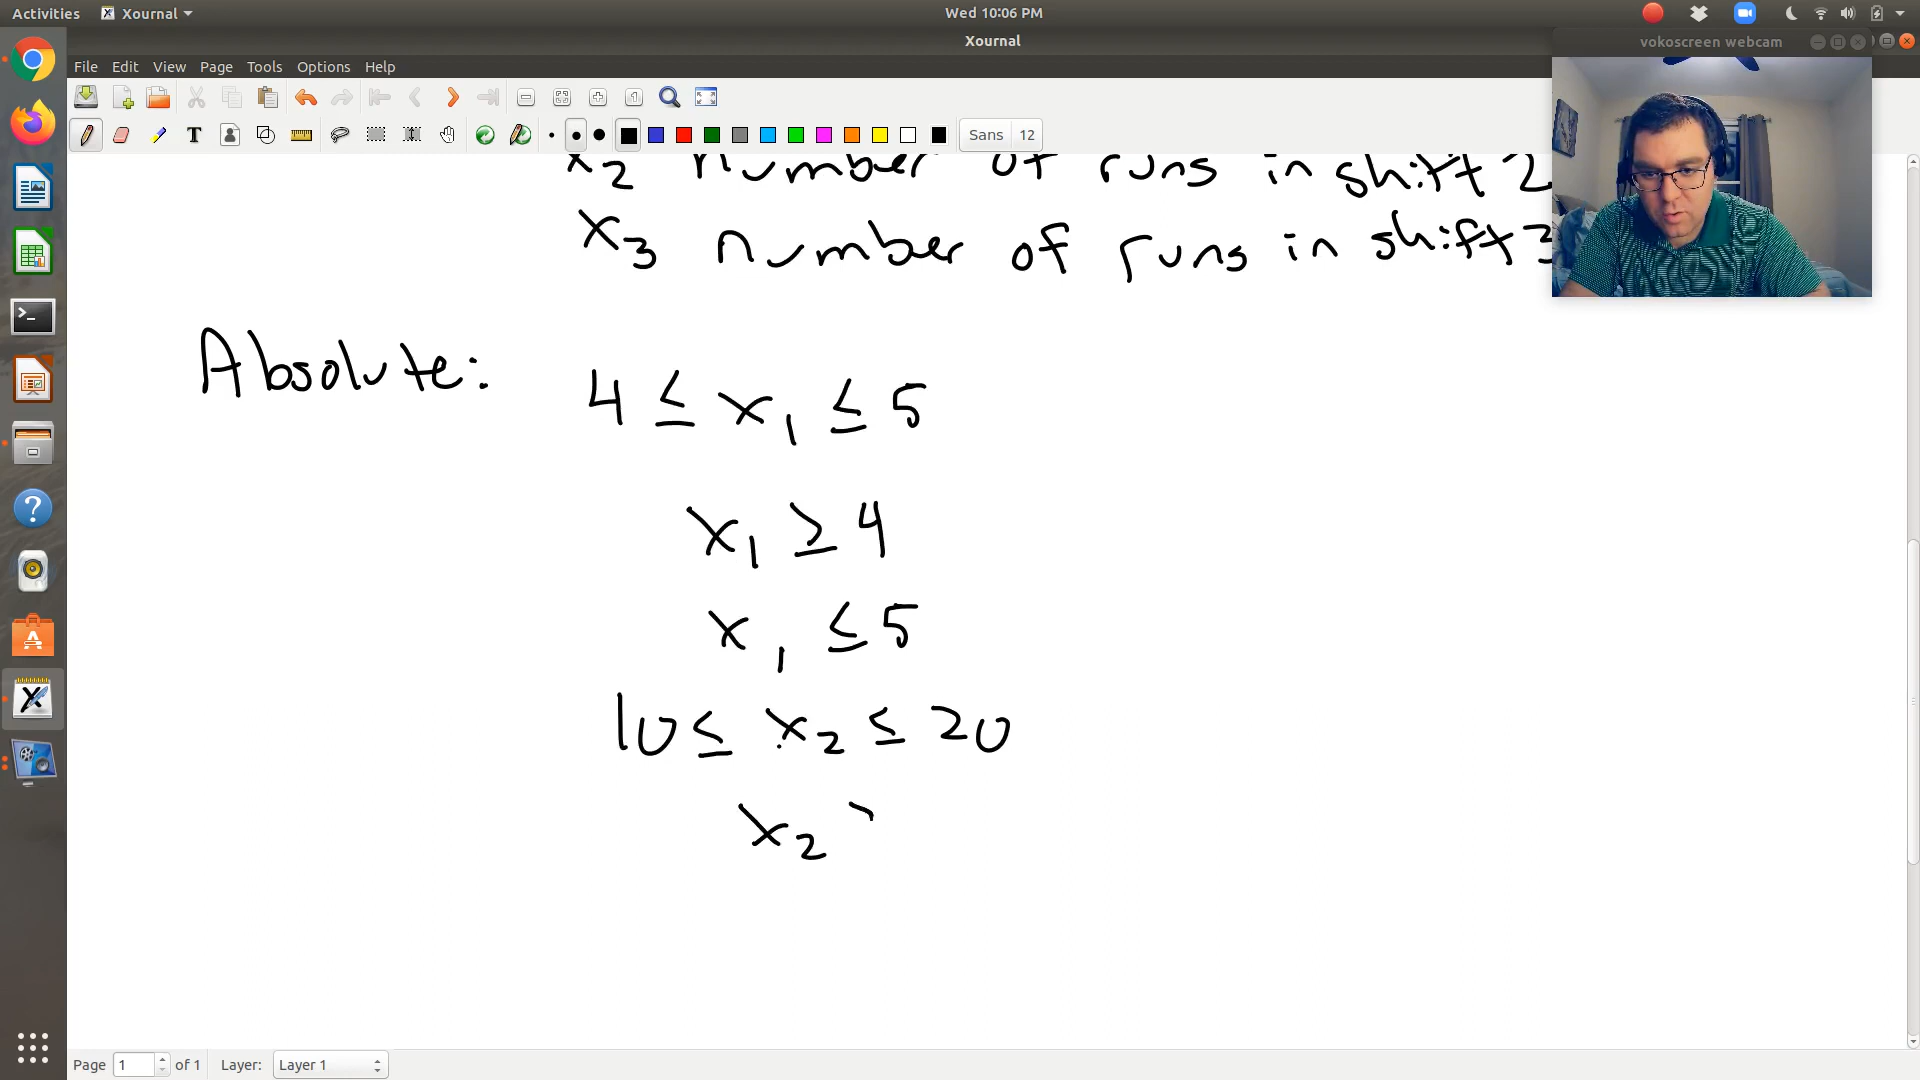 Activities Xournal Wed 10:06 PM
Xournal
vokoscreen webcam
File Edit View Page Tools Options Help
Sans 12
x₂ number of runs in shift 2
x₃ number of runs in shift 3
Absolute: 4 ≤ x₁ ≤ 5
x₁ ≥ 4
x₁ ≤ 5
10 ≤ x₂ ≤ 20
x₂
Page 1 of 1 Layer: Layer 1